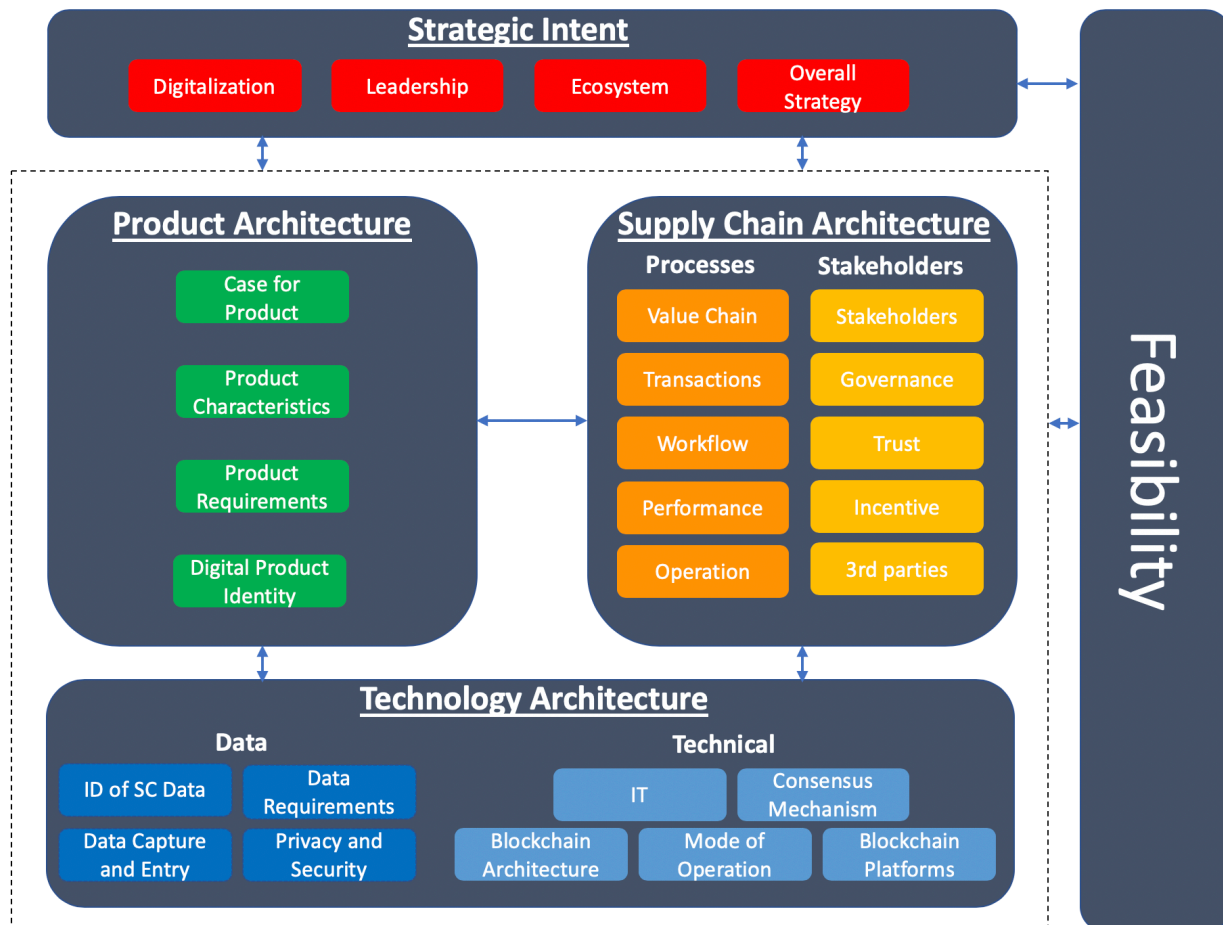 Strategic Intent
Digitalization
Leadership
Ecosystem
Overall
Strategy
Product Architecture
Case for
Product
Product
Characteristics
Product
Requirements
Digital Product
Identity
Supply Chain Architecture
Processes
Stakeholders
Value Chain
Stakeholders
Transactions
Governance
Workflow
Trust
Performance
Incentive
Operation
3rd parties
Technology Architecture
Data
ID of SC Data
Data
Requirements
Data Capture
and Entry
Privacy and
Security
Technical
IT
Consensus
Mechanism
Blockchain
Architecture
Mode of
Operation
Blockchain
Platforms
Feasibility